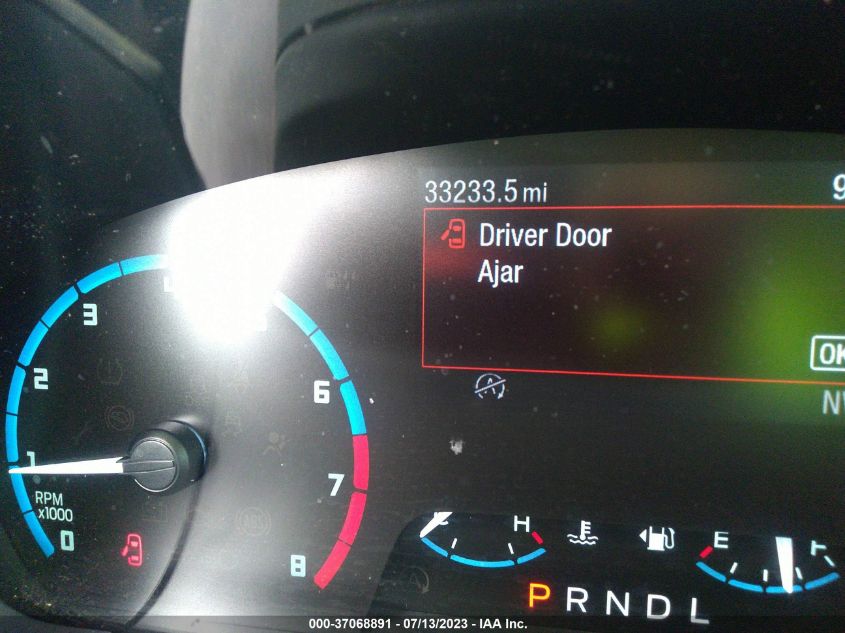 33233.5 mi
9
Driver Door
Ajar
OK
3
2
6
1
7
RPM
x1000
0
8
H
E
P R N D L
000-37068891 - 07/13/2023 - IAA Inc.